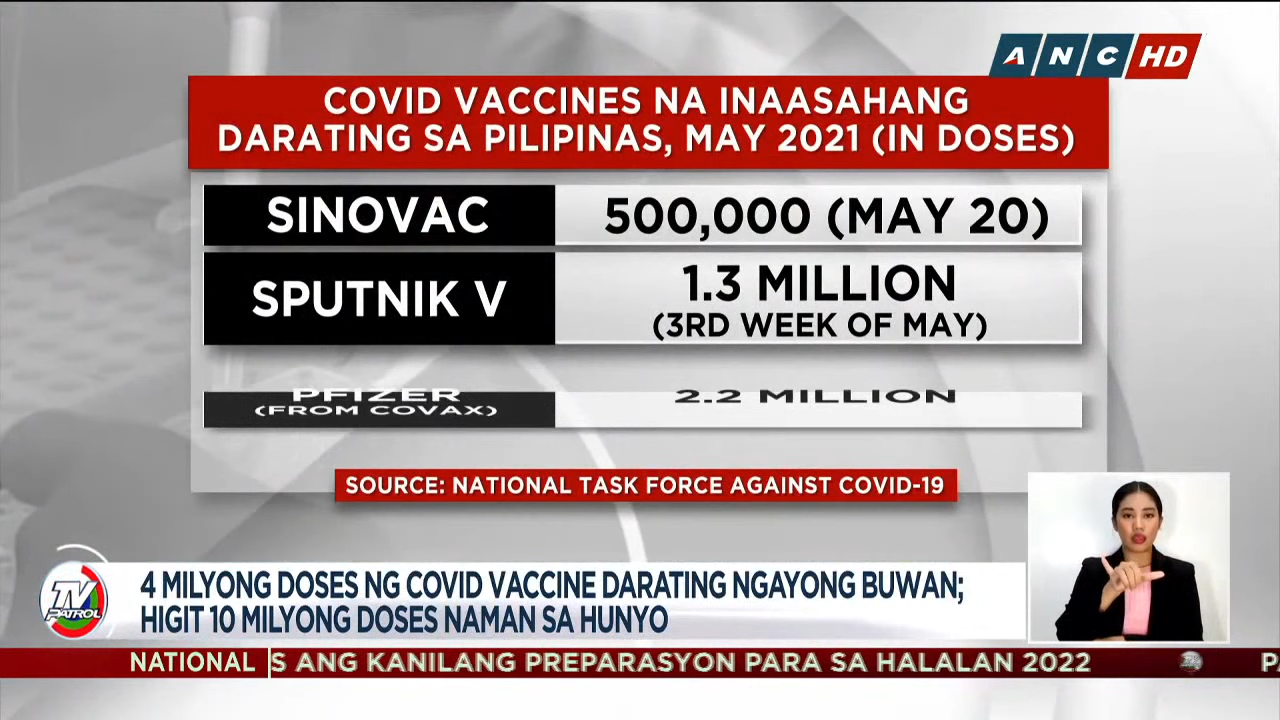 ANC HD
COVID VACCINES NA INAASAHANG
DARATING SA PILIPINAS, MAY 2021 (IN DOSES)
SINOVAC
500,000 (MAY 20)
SPUTNIK V
1.3 MILLION
(3RD WEEK OF MAY)
PFIZER
(FROM COVAX)
2.2 MILLION
SOURCE: NATIONAL TASK FORCE AGAINST COVID-19
TV
PATROL
4 MILYONG DOSES NG COVID VACCINE DARATING NGAYONG BUWAN;
HIGIT 10 MILYONG DOSES NAMAN SA HUNYO
NATIONAL S ANG KANILANG PREPARASYON PARA SA HALALAN 2022 PA